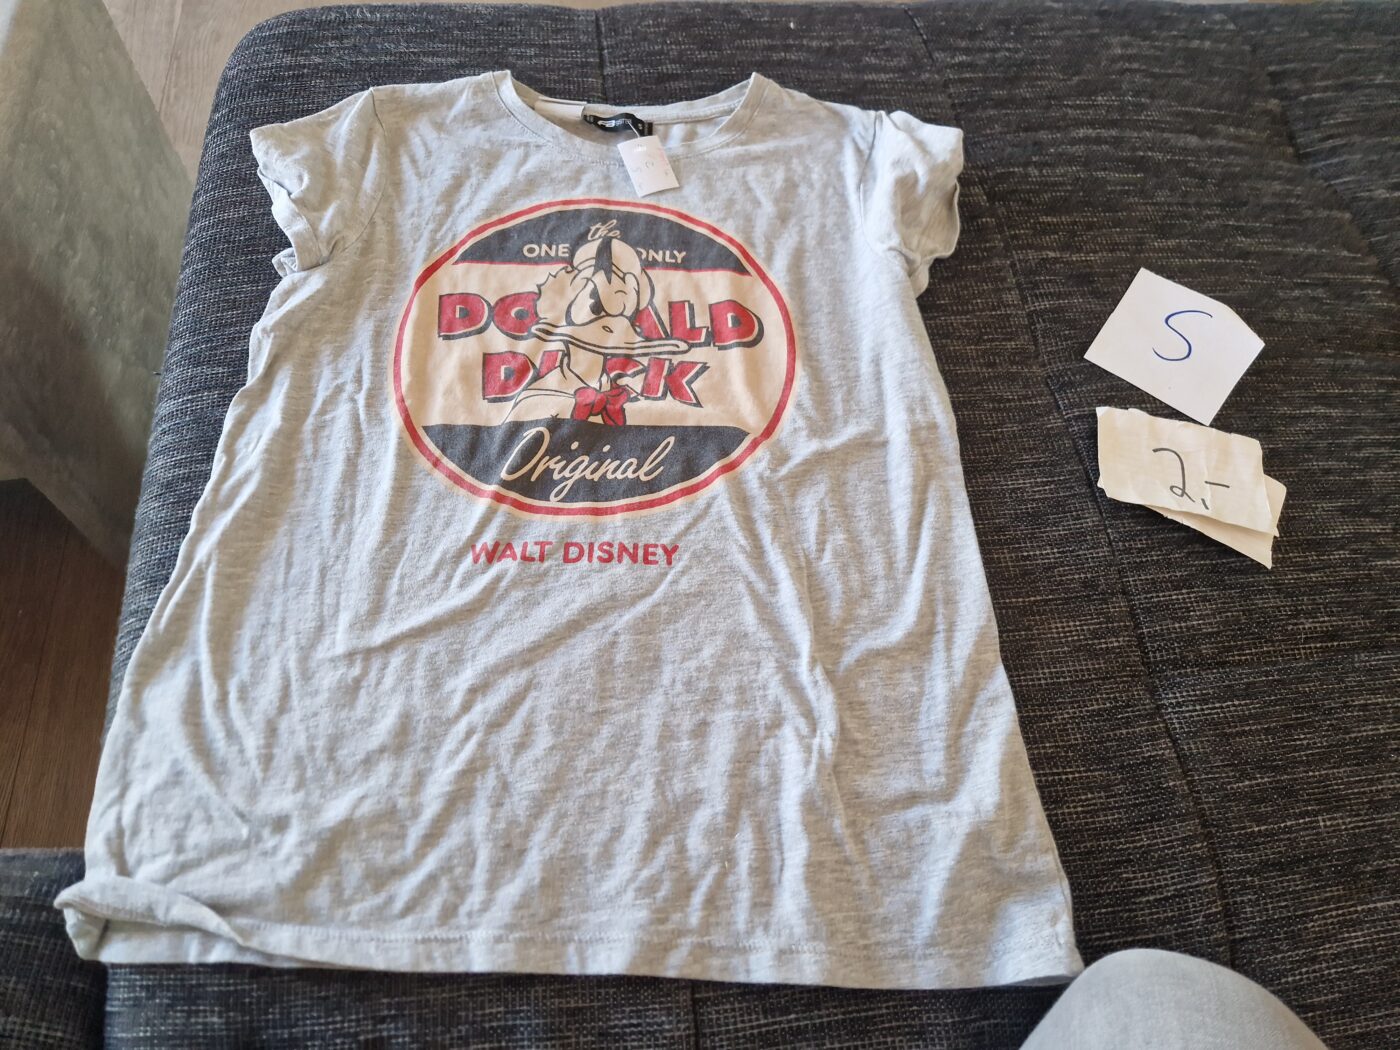 the
ONE ONLY
DONALD
DUCK
Original
WALT DISNEY
S
2,-